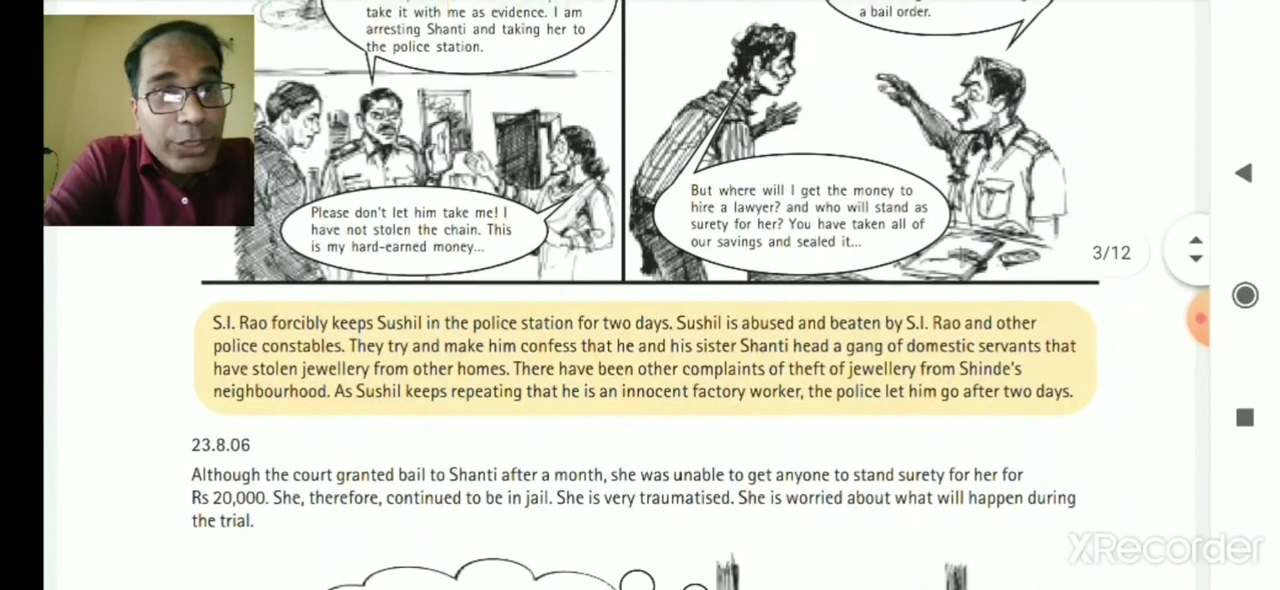 take it with me as evidence. I am
arresting Shanti and taking her to
the police station.
a bail order.
Please don't let him take me! I
have not stolen the chain. This
is my hard-earned money...
But where will I get the money to
hire a lawyer? and who will stand as
surety for her? You have taken all of
our savings and sealed it...
3/12
S.I. Rao forcibly keeps Sushil in the police station for two days. Sushil is abused and beaten by S.I. Rao and other
police constables. They try and make him confess that he and his sister Shanti head a gang of domestic servants that
have stolen jewellery from other homes. There have been other complaints of theft of jewellery from Shinde's
neighbourhood. As Sushil keeps repeating that he is an innocent factory worker, the police let him go after two days.
23.8.06
Although the court granted bail to Shanti after a month, she was unable to get anyone to stand surety for her for
Rs 20,000. She, therefore, continued to be in jail. She is very traumatised. She is worried about what will happen during
the trial.
XRecorder